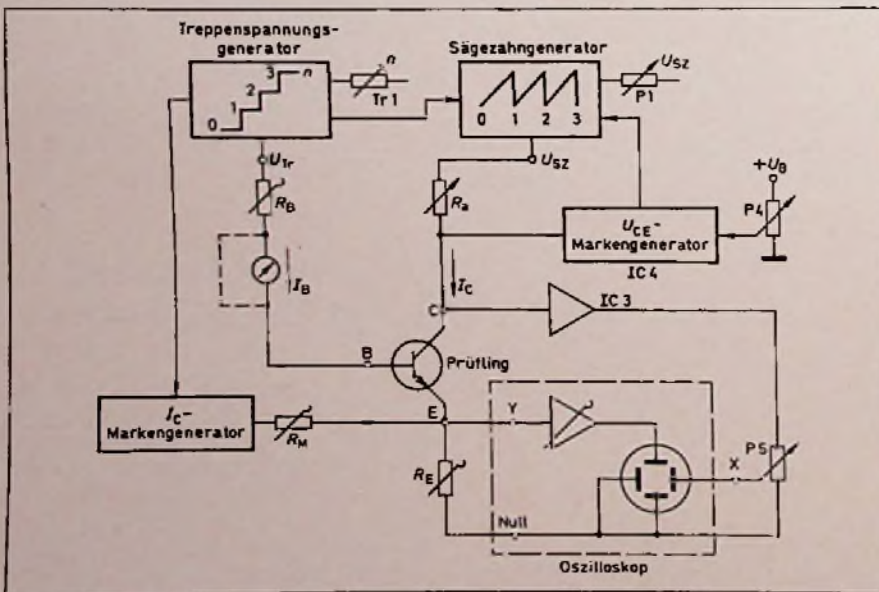 Treppenspannungs-
generator
Sägezahngenerator
0 1 2 3 n
n
Tr 1
0 1 2 3
U_SZ
P1
U_Tr
U_SZ
+U_B
R_B
R_a
P4
U_CE-
Markengenerator
IC 4
I_B
I_C
C
IC 3
B
Prüfling
I_C-
Markengenerator
R_M
E
Y
P5
X
R_E
Null
Oszilloskop